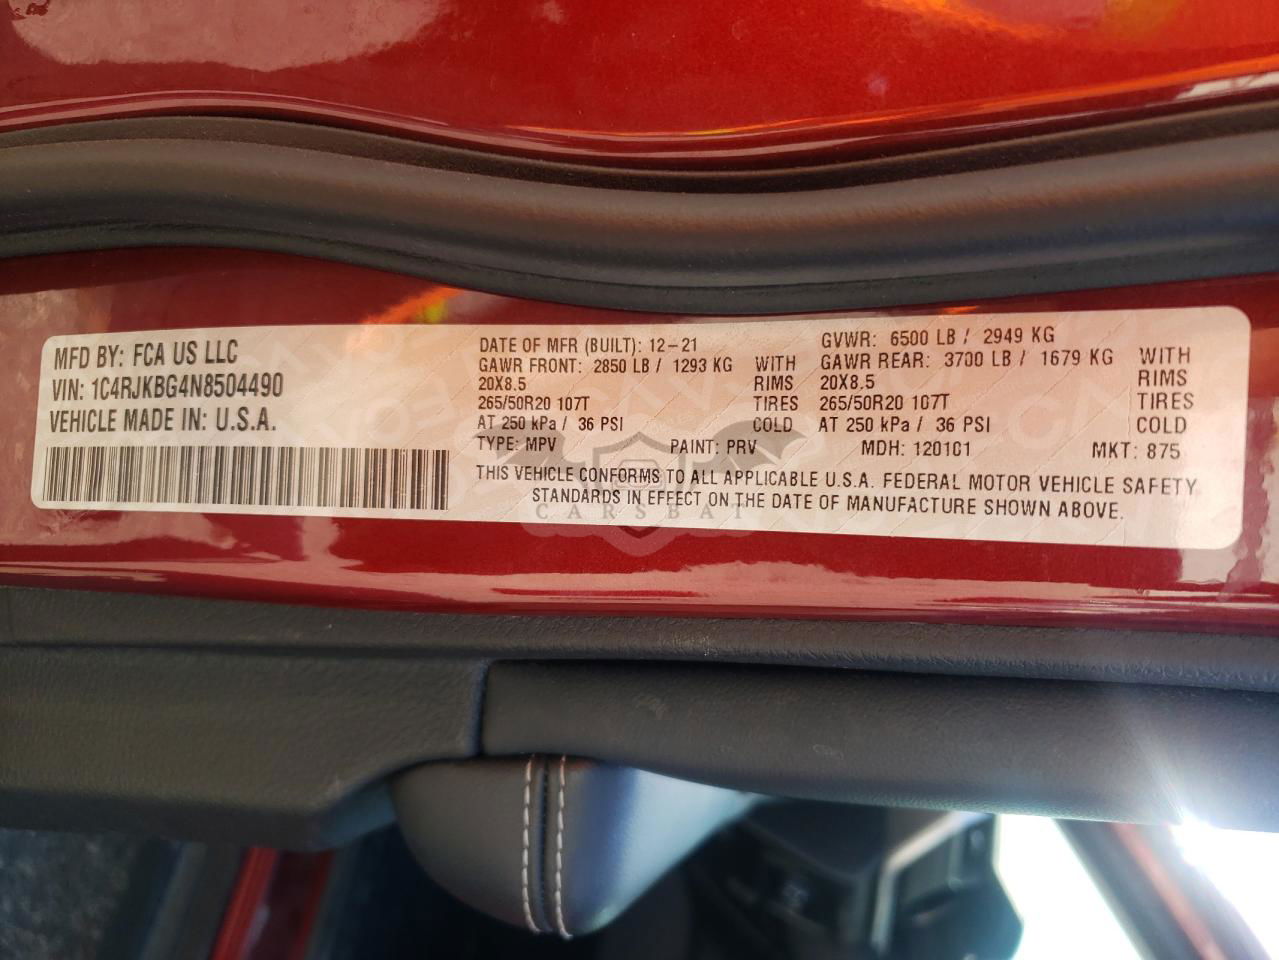 MFD BY: FCA US LLC
VIN: 1C4RJKBG4N8504490
VEHICLE MADE IN: U.S.A.
DATE OF MFR (BUILT): 12-21
GAWR FRONT: 2850 LB / 1293 KG WITH
20X8.5 RIMS
265/50R20 107T TIRES
AT 250 kPa / 36 PSI COLD
GVWR: 6500 LB / 2949 KG
GAWR REAR: 3700 LB / 1679 KG WITH
20X8.5 RIMS
265/50R20 107T TIRES
AT 250 kPa / 36 PSI COLD
TYPE: MPV PAINT: PRV MDH: 120101 MKT: 875
THIS VEHICLE CONFORMS TO ALL APPLICABLE U.S.A. FEDERAL MOTOR VEHICLE SAFETY
STANDARDS IN EFFECT ON THE DATE OF MANUFACTURE SHOWN ABOVE.
CARSBAT